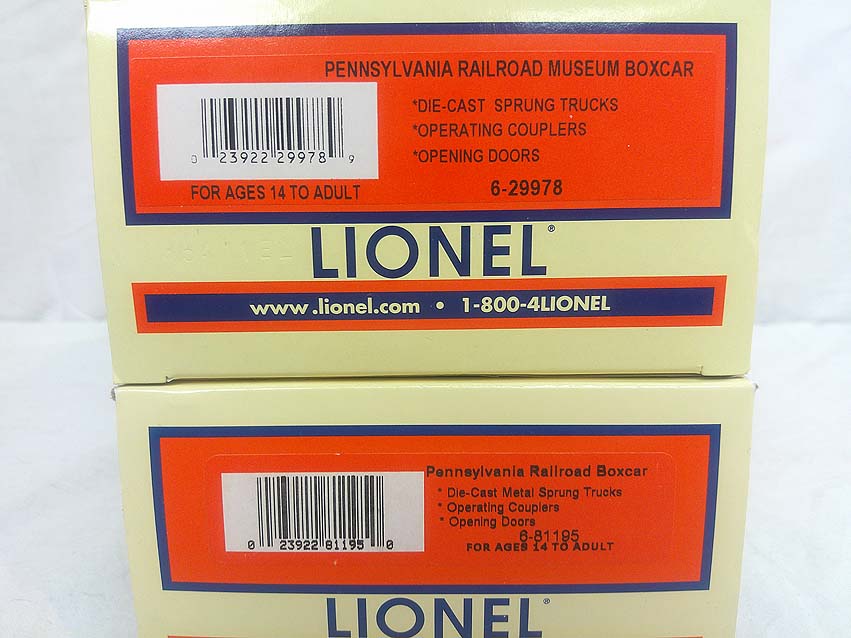 PENNSYLVANIA RAILROAD MUSEUM BOXCAR
*DIE-CAST SPRUNG TRUCKS
*OPERATING COUPLERS
*OPENING DOORS
0 23922 29978 9
FOR AGES 14 TO ADULT
6-29978
LIONEL®
www.lionel.com • 1-800-4LIONEL
Pennsylvania Railroad Boxcar
* Die-Cast Metal Sprung Trucks
* Operating Couplers
* Opening Doors
6-81195
0 23922 81195 0
FOR AGES 14 TO ADULT
LIONEL®